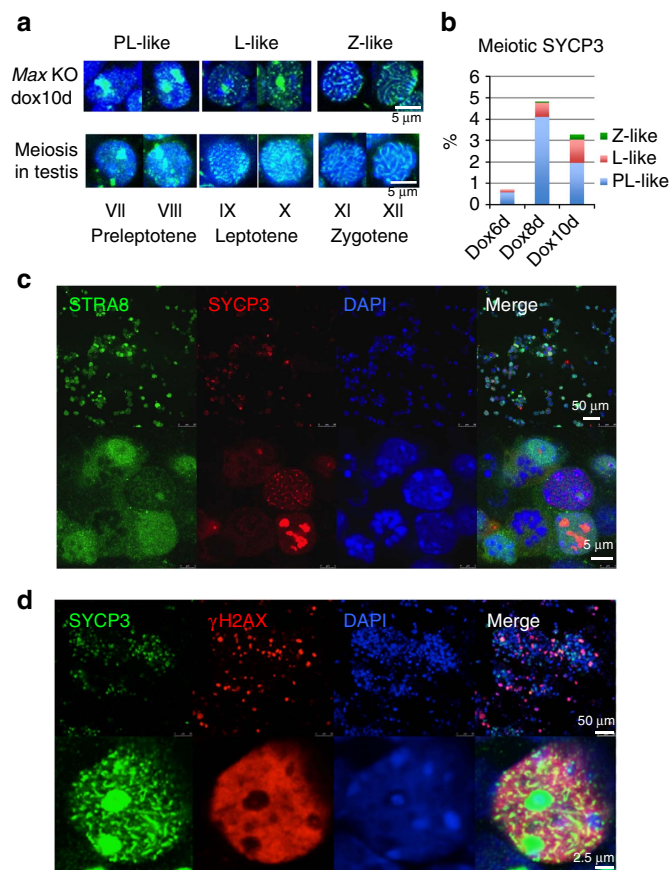 a
PL-like L-like Z-like
Max KO
dox10d
5 μm
Meiosis
in testis
5 μm
VII VIII IX X XI XII
Preleptotene Leptotene Zygotene
b
Meiotic SYCP3
6
5
4
3
2
1
0
%
Z-like
L-like
PL-like
Dox6d
Dox8d
Dox10d
c
STRA8 SYCP3 DAPI Merge
50 μm
5 μm
d
SYCP3 γH2AX DAPI Merge
50 μm
2.5 μm